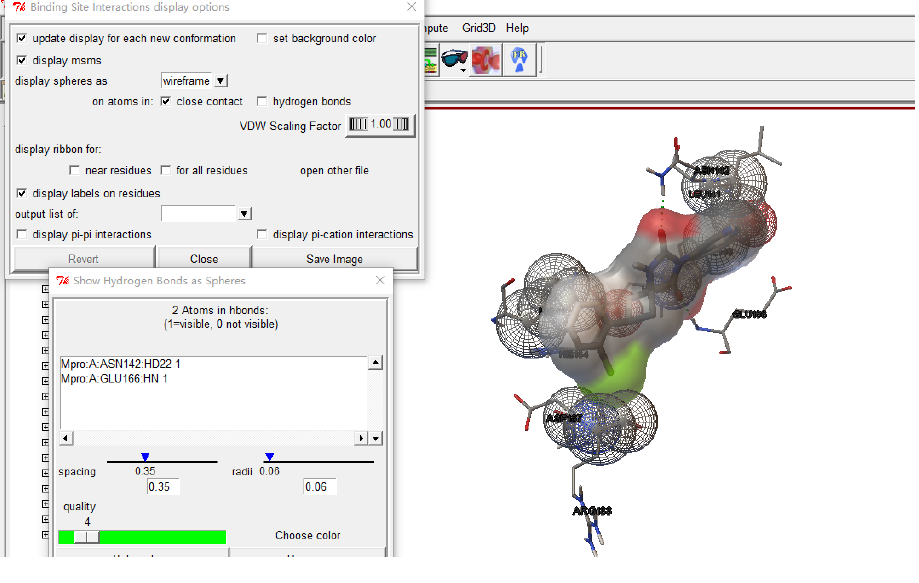 Binding Site Interactions display options
update display for each new conformation
set background color
pute Grid3D Help
display msms
display spheres as wireframe
on atoms in: close contact hydrogen bonds
VDW Scaling Factor 1.00
display ribbon for:
near residues for all residues open other file
display labels on residues
output list of:
display pi-pi interactions display pi-cation interactions
Revert Close Save Image
Show Hydrogen Bonds as Spheres
2 Atoms in hbonds:
(1=visible, 0 not visible)
Mpro:A:ASN142:HD22 1
Mpro:A:GLU166:HN 1
spacing 0.35 radii 0.06
0.35 0.06
quality
4
Choose color
ASN142
LEU141
GLU166
HIS164
ARG188